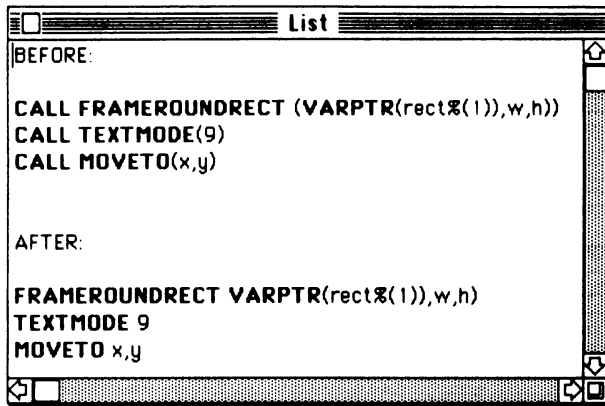 List
BEFORE:
CALL FRAMEROUNDRECT (VARPTR(rect%(1)),w,h))
CALL TEXTMODE(9)
CALL MOVETO(x,y)
AFTER:
FRAMEROUNDRECT VARPTR(rect%(1)),w,h)
TEXTMODE 9
MOVETO x,y